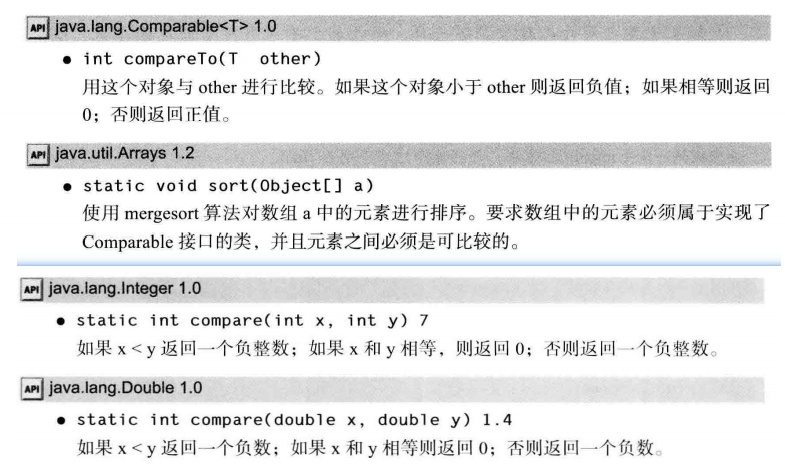 API java.lang.Comparable<T> 1.0
• int compareTo(T other)
用这个对象与 other 进行比较。如果这个对象小于 other 则返回负值；如果相等则返回
0；否则返回正值。
API java.util.Arrays 1.2
• static void sort(Object[] a)
使用 mergesort 算法对数组 a 中的元素进行排序。要求数组中的元素必须属于实现了
Comparable 接口的类，并且元素之间必须是可比较的。
API java.lang.Integer 1.0
• static int compare(int x, int y) 7
如果 x < y 返回一个负整数；如果 x 和 y 相等，则返回 0；否则返回一个负整数。
API java.lang.Double 1.0
• static int compare(double x, double y) 1.4
如果 x < y 返回一个负数；如果 x 和 y 相等则返回 0；否则返回一个负数。